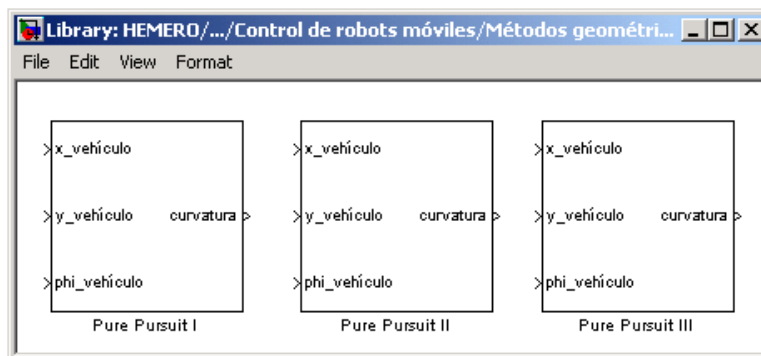 Library: HEMERO/.../Control de robots móviles/Métodos geométri...
File Edit View Format
x_vehículo x_vehículo x_vehículo
y_vehículo curvatura y_vehículo curvatura y_vehículo curvatura
phi_vehículo phi_vehículo phi_vehículo
Pure Pursuit I Pure Pursuit II Pure Pursuit III